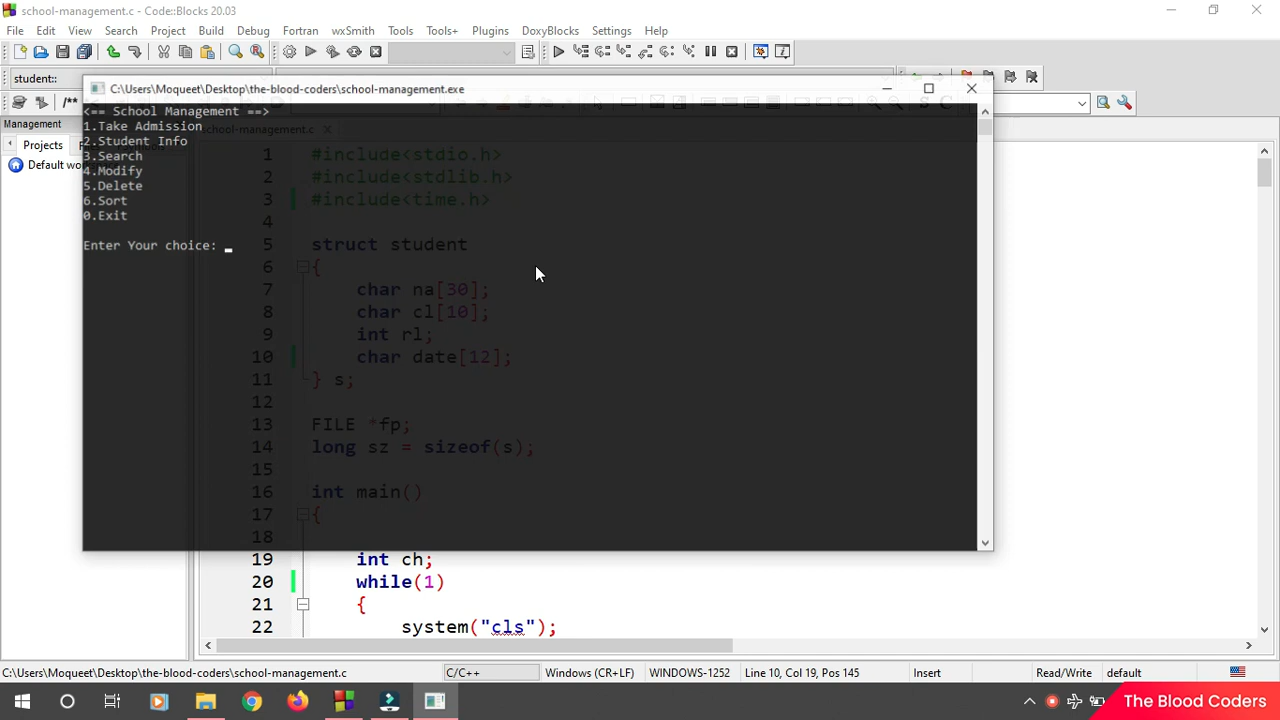 school-management.c - Code::Blocks 20.03
File Edit View Search Project Build Debug Fortran wxSmith Tools Tools+ Plugins DoxyBlocks Settings Help
student::
/**
C:\Users\Moqueet\Desktop\the-blood-coders\school-management.exe
Management
Projects
Default
school-management.c
<== School Management ==>
1.Take Admission
2.Student Info
3.Search
4.Modify
5.Delete
6.Sort
0.Exit
Enter Your choice:
1 #include<stdio.h>
2 #include<stdlib.h>
3 #include<time.h>
4
5 struct student
6 {
7 char na[30];
8 char cl[10];
9 int rl;
10 char date[12];
11 } s;
12
13 FILE *fp;
14 long sz = sizeof(s);
15
16 int main()
17 {
18
19 int ch;
20 while(1)
21 {
22 system("cls");
C:\Users\Moqueet\Desktop\the-blood-coders\school-management.c C/C++ Windows (CR+LF) WINDOWS-1252 Line 10, Col 19, Pos 145 Insert Read/Write default
The Blood Coders